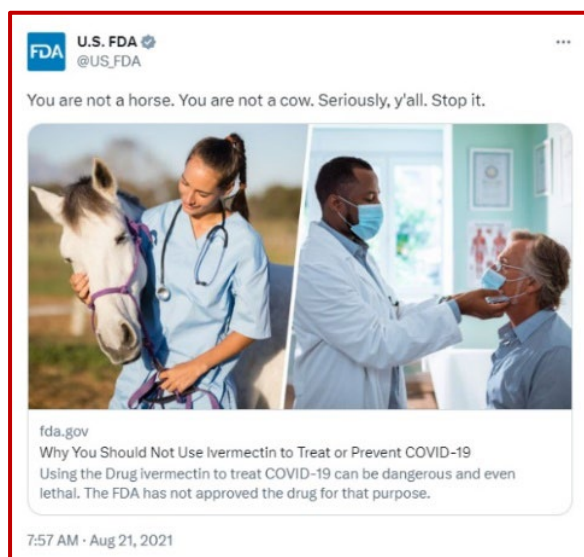 FDA
U.S. FDA
@US_FDA
...
You are not a horse. You are not a cow. Seriously, y'all. Stop it.
fda.gov
Why You Should Not Use Ivermectin to Treat or Prevent COVID-19
Using the Drug ivermectin to treat COVID-19 can be dangerous and even
lethal. The FDA has not approved the drug for that purpose.
7:57 AM · Aug 21, 2021